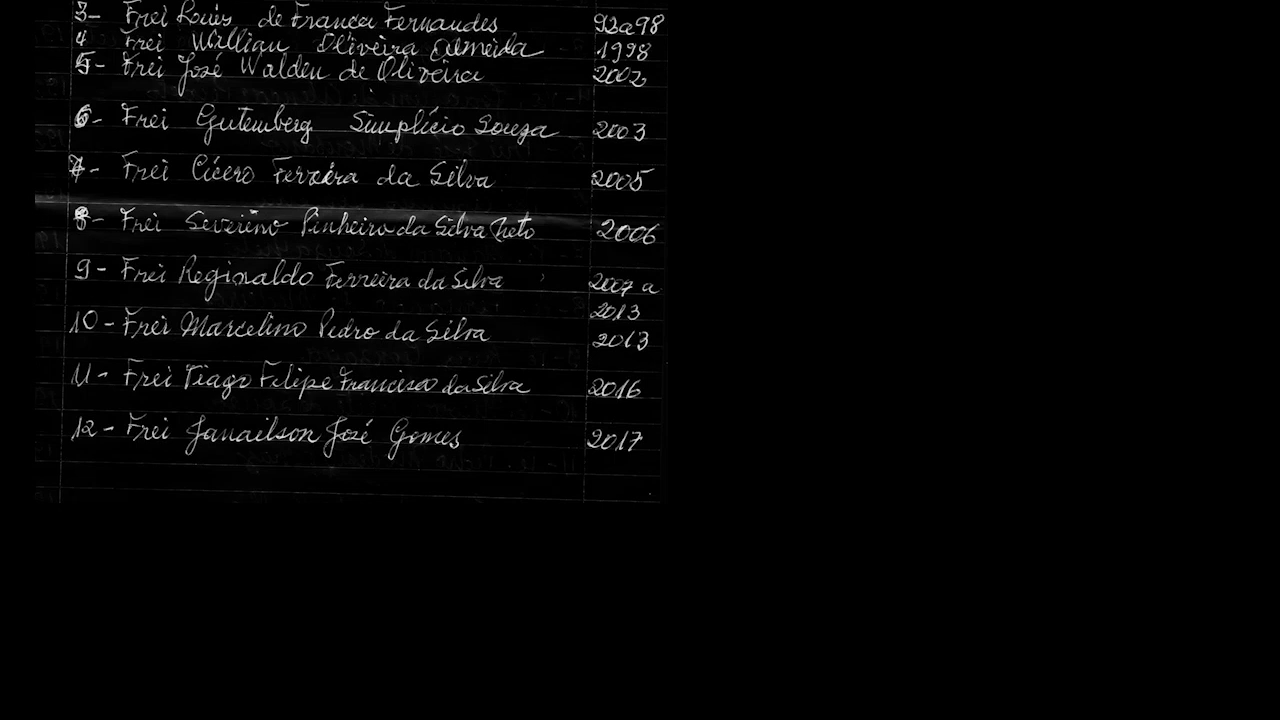 3- Frei Louis de França Fernandes 93a98
4 Frei Willian Oliveira Almeida 1998
5- Frei José Walden de Oliveira 2002
6- Frei Gutemberg Simplício Souza 2003
7- Frei Cícero Ferreira da Silva 2005
8- Frei Severino Pinheiro da Silva Neto 2006
9- Frei Reginaldo Ferreira da Silva 2007 a
2013
10- Frei Marcelino Pedro da Silva 2013
11- Frei Tiago Filipe Francisco da Silva 2016
12- Frei Janailson José Gomes 2017